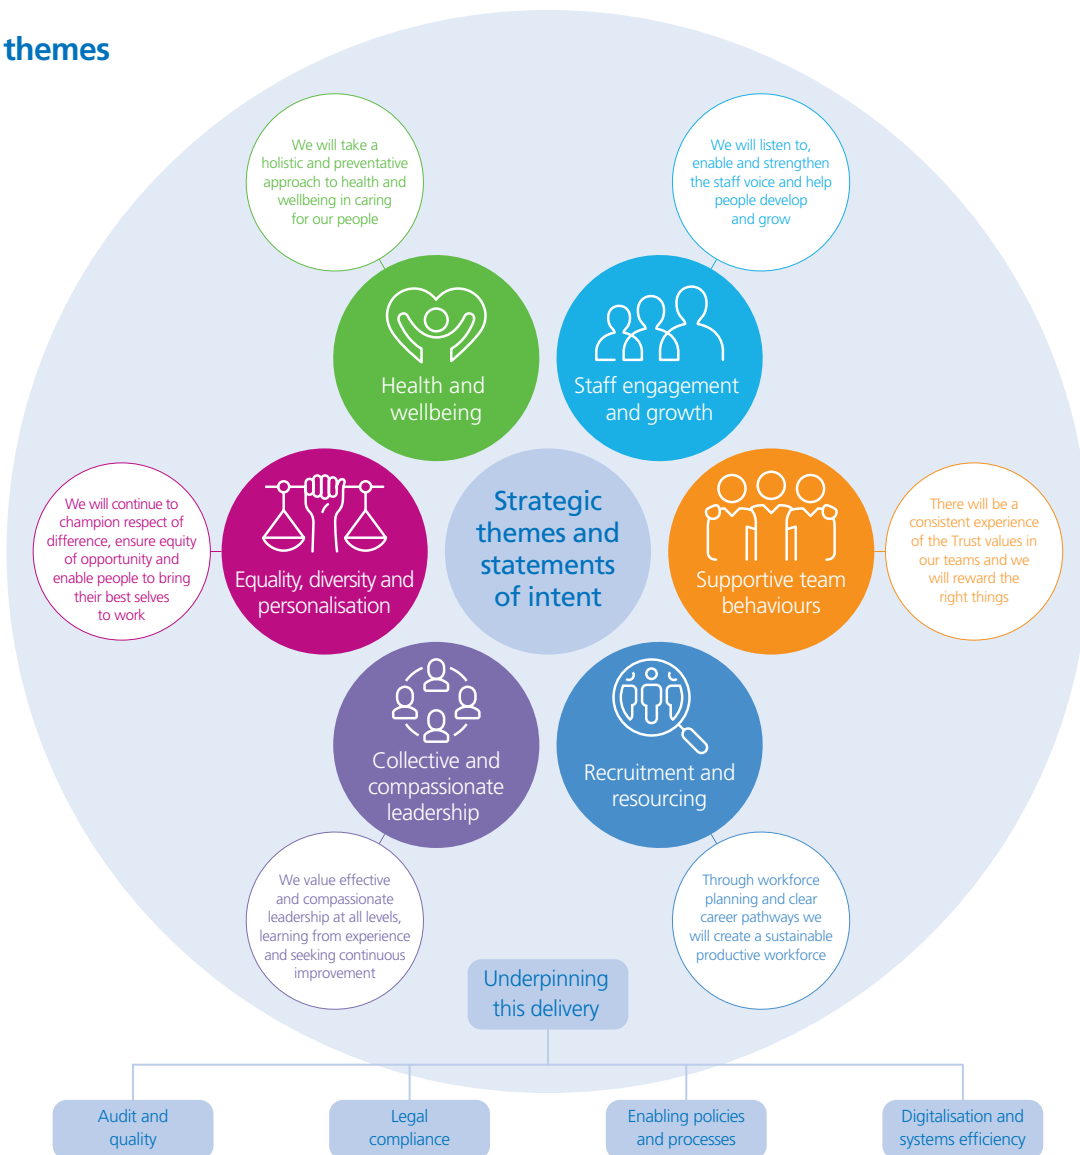 themes
We will take a
holistic and preventative
approach to health and
wellbeing in caring
for our people
We will listen to,
enable and strengthen
the staff voice and help
people develop
and grow
Health and
wellbeing
Staff engagement
and growth
We will continue to
champion respect of
difference, ensure equity
of opportunity and
enable people to bring
their best selves
to work
Equality, diversity and
personalisation
Strategic
themes and
statements
of intent
Supportive team
behaviours
There will be a
consistent experience
of the Trust values in
our teams and we
will reward the
right things
Collective and
compassionate
leadership
Recruitment and
resourcing
We value effective
and compassionate
leadership at all levels,
learning from experience
and seeking continuous
improvement
Through workforce
planning and clear
career pathways we
will create a sustainable
productive workforce
Underpinning
this delivery
Audit and
quality
Legal
compliance
Enabling policies
and processes
Digitalisation and
systems efficiency